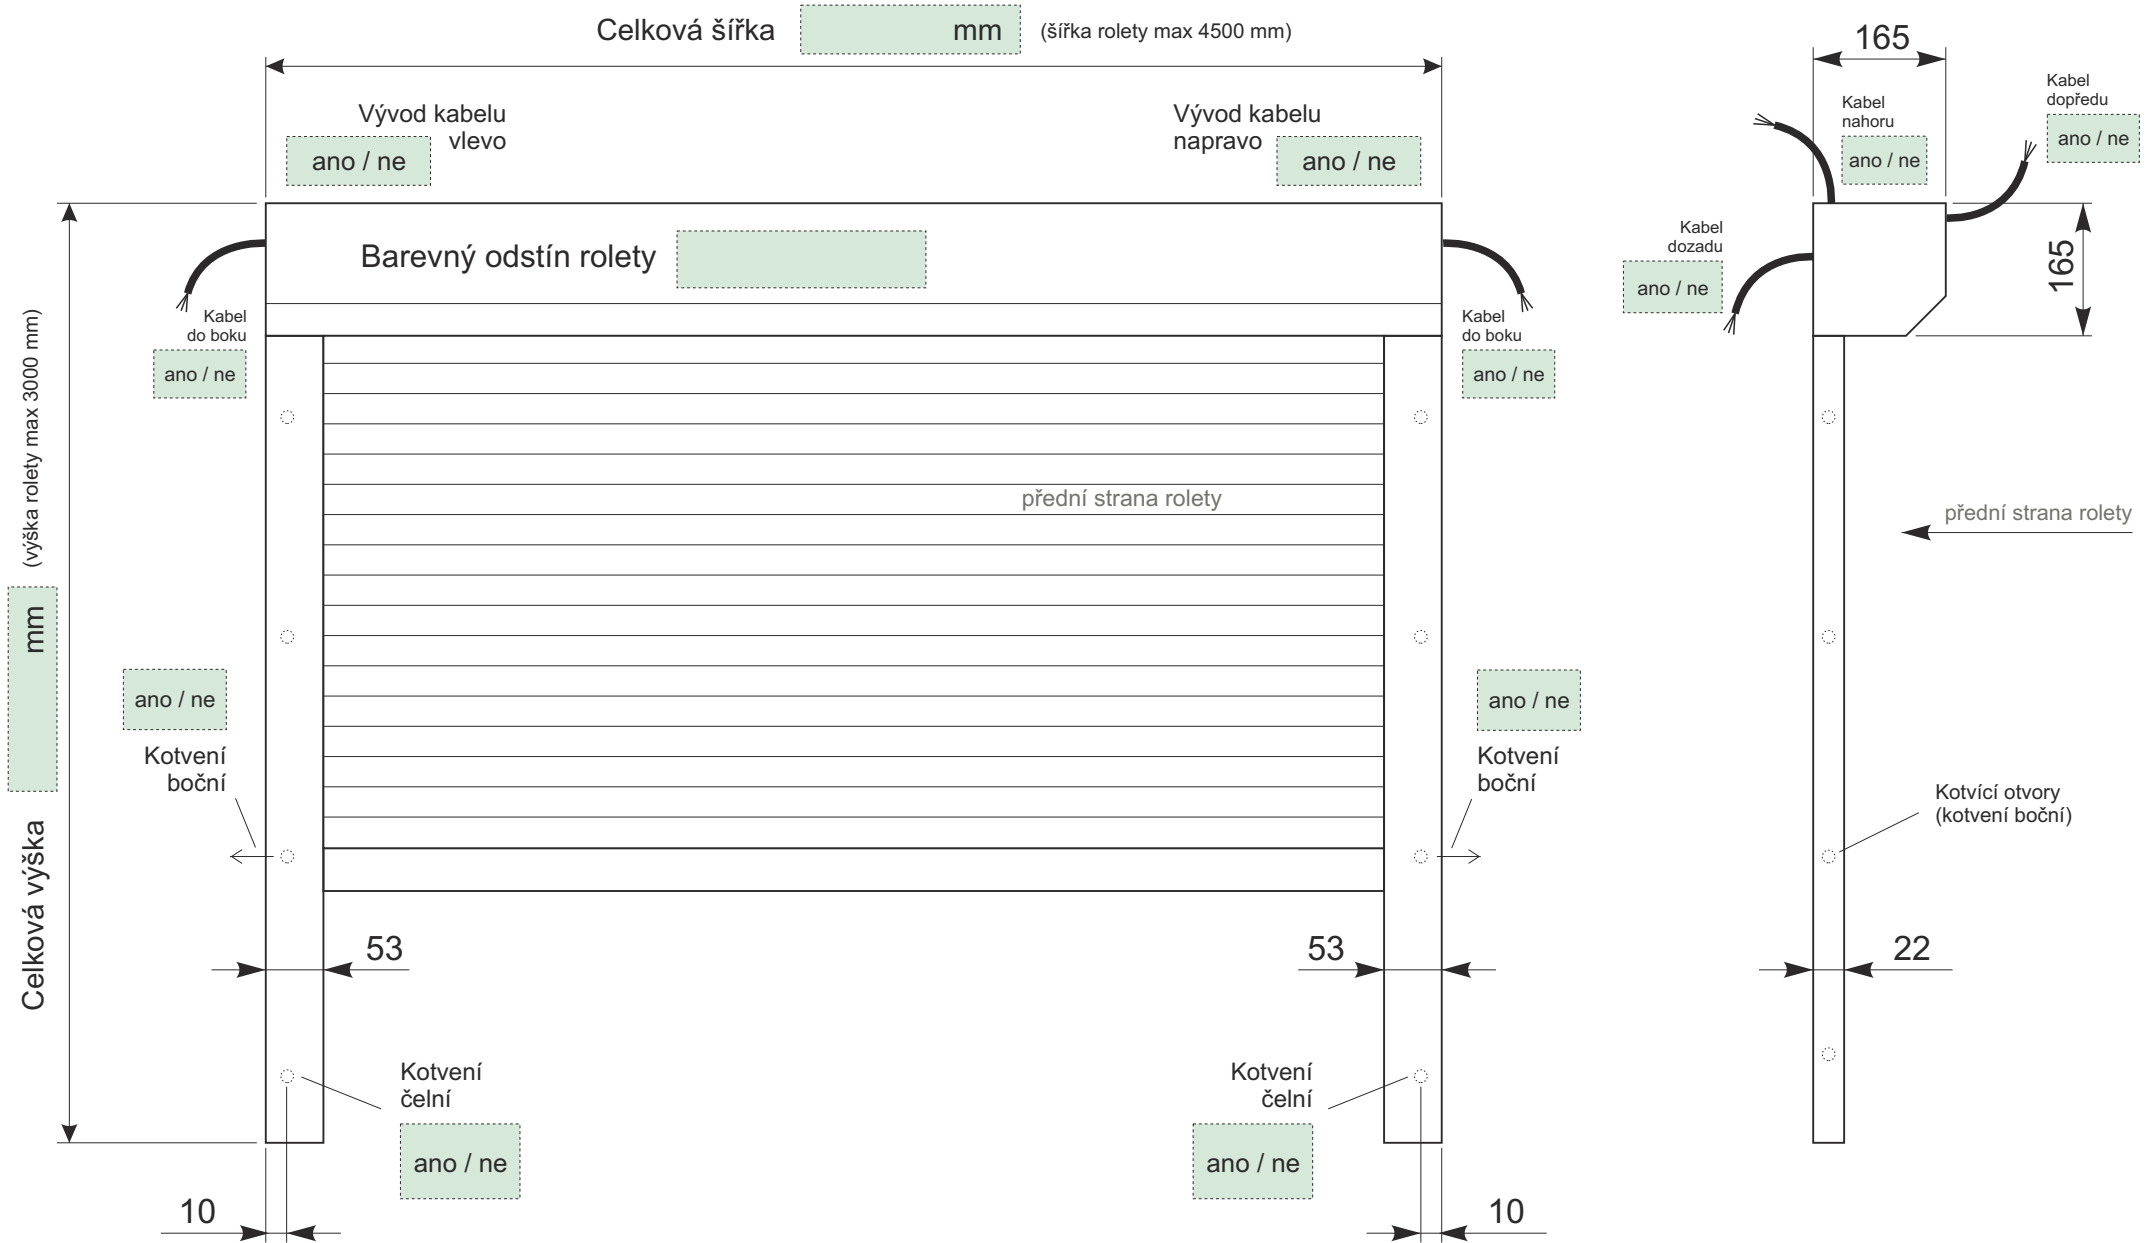 Celková šířka mm (šířka rolety max 4500 mm)
165
Vývod kabelu
vlevo
ano / ne
Vývod kabelu
napravo
ano / ne
Kabel
nahoru
ano / ne
Kabel
dopředu
ano / ne
Barevný odstín rolety
Kabel
dozadu
ano / ne
165
Kabel
do boku
ano / ne
Kabel
do boku
ano / ne
Celková výška mm (výška rolety max 3000 mm)
přední strana rolety
přední strana rolety
ano / ne
Kotvení
boční
ano / ne
Kotvení
boční
Kotvící otvory
(kotvení boční)
53
53
22
Kotvení
čelní
ano / ne
Kotvení
čelní
ano / ne
10
10